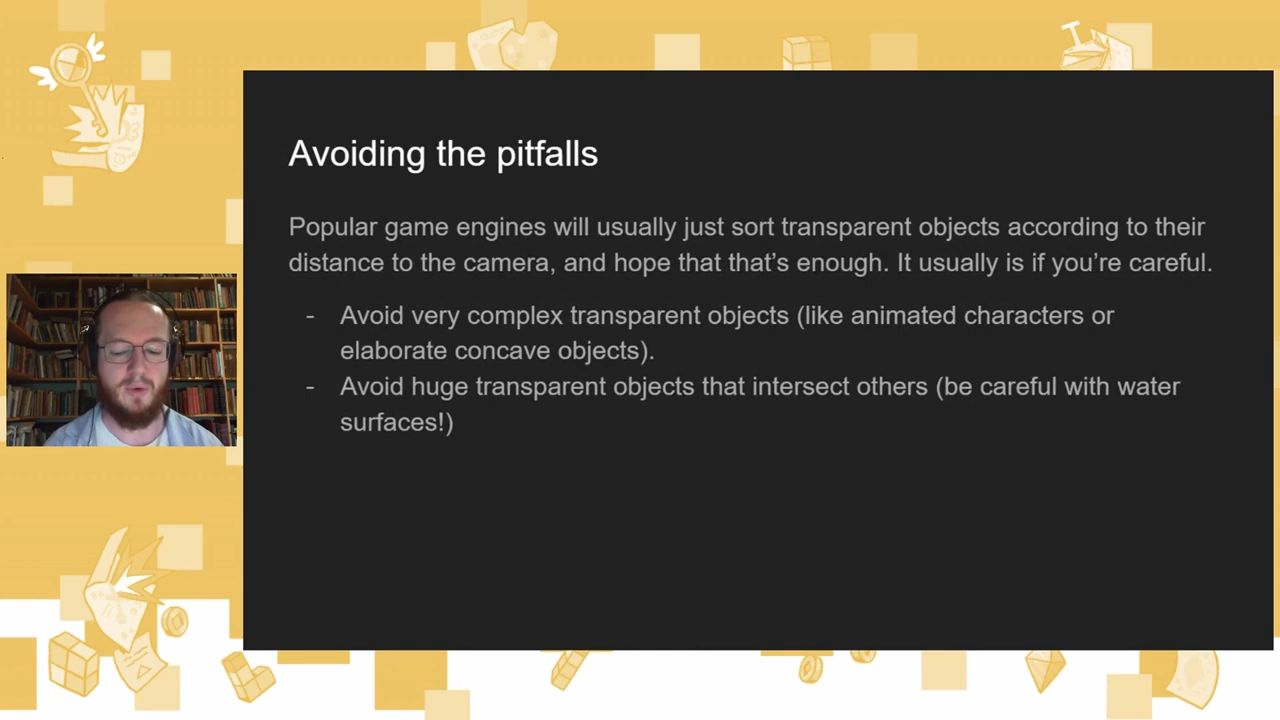 Avoiding the pitfalls
Popular game engines will usually just sort transparent objects according to their
distance to the camera, and hope that that’s enough. It usually is if you’re careful.
- Avoid very complex transparent objects (like animated characters or
elaborate concave objects).
- Avoid huge transparent objects that intersect others (be careful with water
surfaces!)